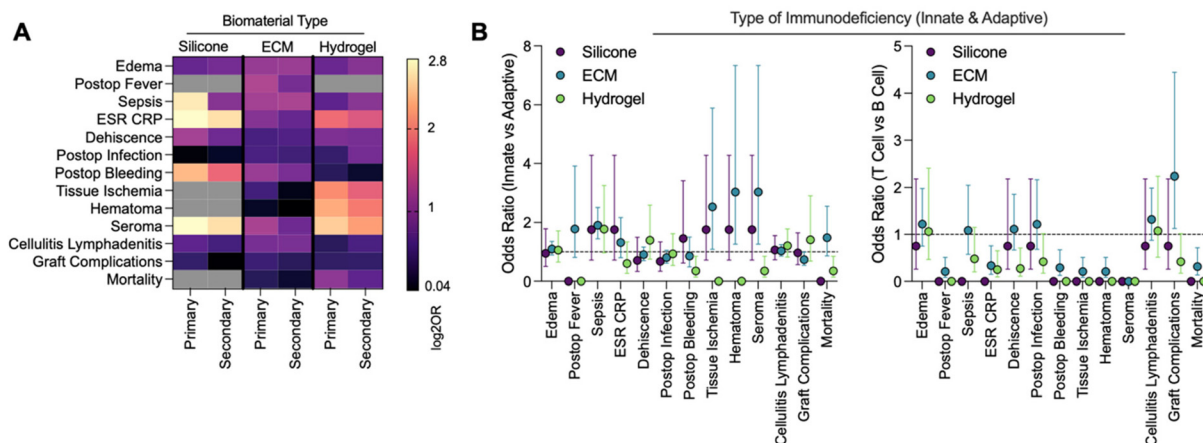 A
Biomaterial Type
Silicone ECM Hydrogel
Edema
Postop Fever
Sepsis
ESR CRP
Dehiscence
Postop Infection
Postop Bleeding
Tissue Ischemia
Hematoma
Seroma
Cellulitis Lymphadenitis
Graft Complications
Mortality
Primary
Secondary
Primary
Secondary
Primary
Secondary
2.8
2
1
0.04
log2OR
B
Type of Immunodeficiency (Innate & Adaptive)
Odds Ratio (Innate vs Adaptive)
8
6
4
2
1
0
Silicone
ECM
Hydrogel
Edema
Postop Fever
Sepsis
ESR CRP
Dehiscence
Postop Infection
Postop Bleeding
Tissue Ischemia
Hematoma
Seroma
Cellulitis Lymphadenitis
Graft Complications
Mortality
Odds Ratio (T Cell vs B Cell)
5
4
3
2
1
0
Silicone
ECM
Hydrogel
Edema
Postop Fever
Sepsis
ESR CRP
Dehiscence
Postop Infection
Postop Bleeding
Tissue Ischemia
Hematoma
Seroma
Cellulitis Lymphadenitis
Graft Complications
Mortality